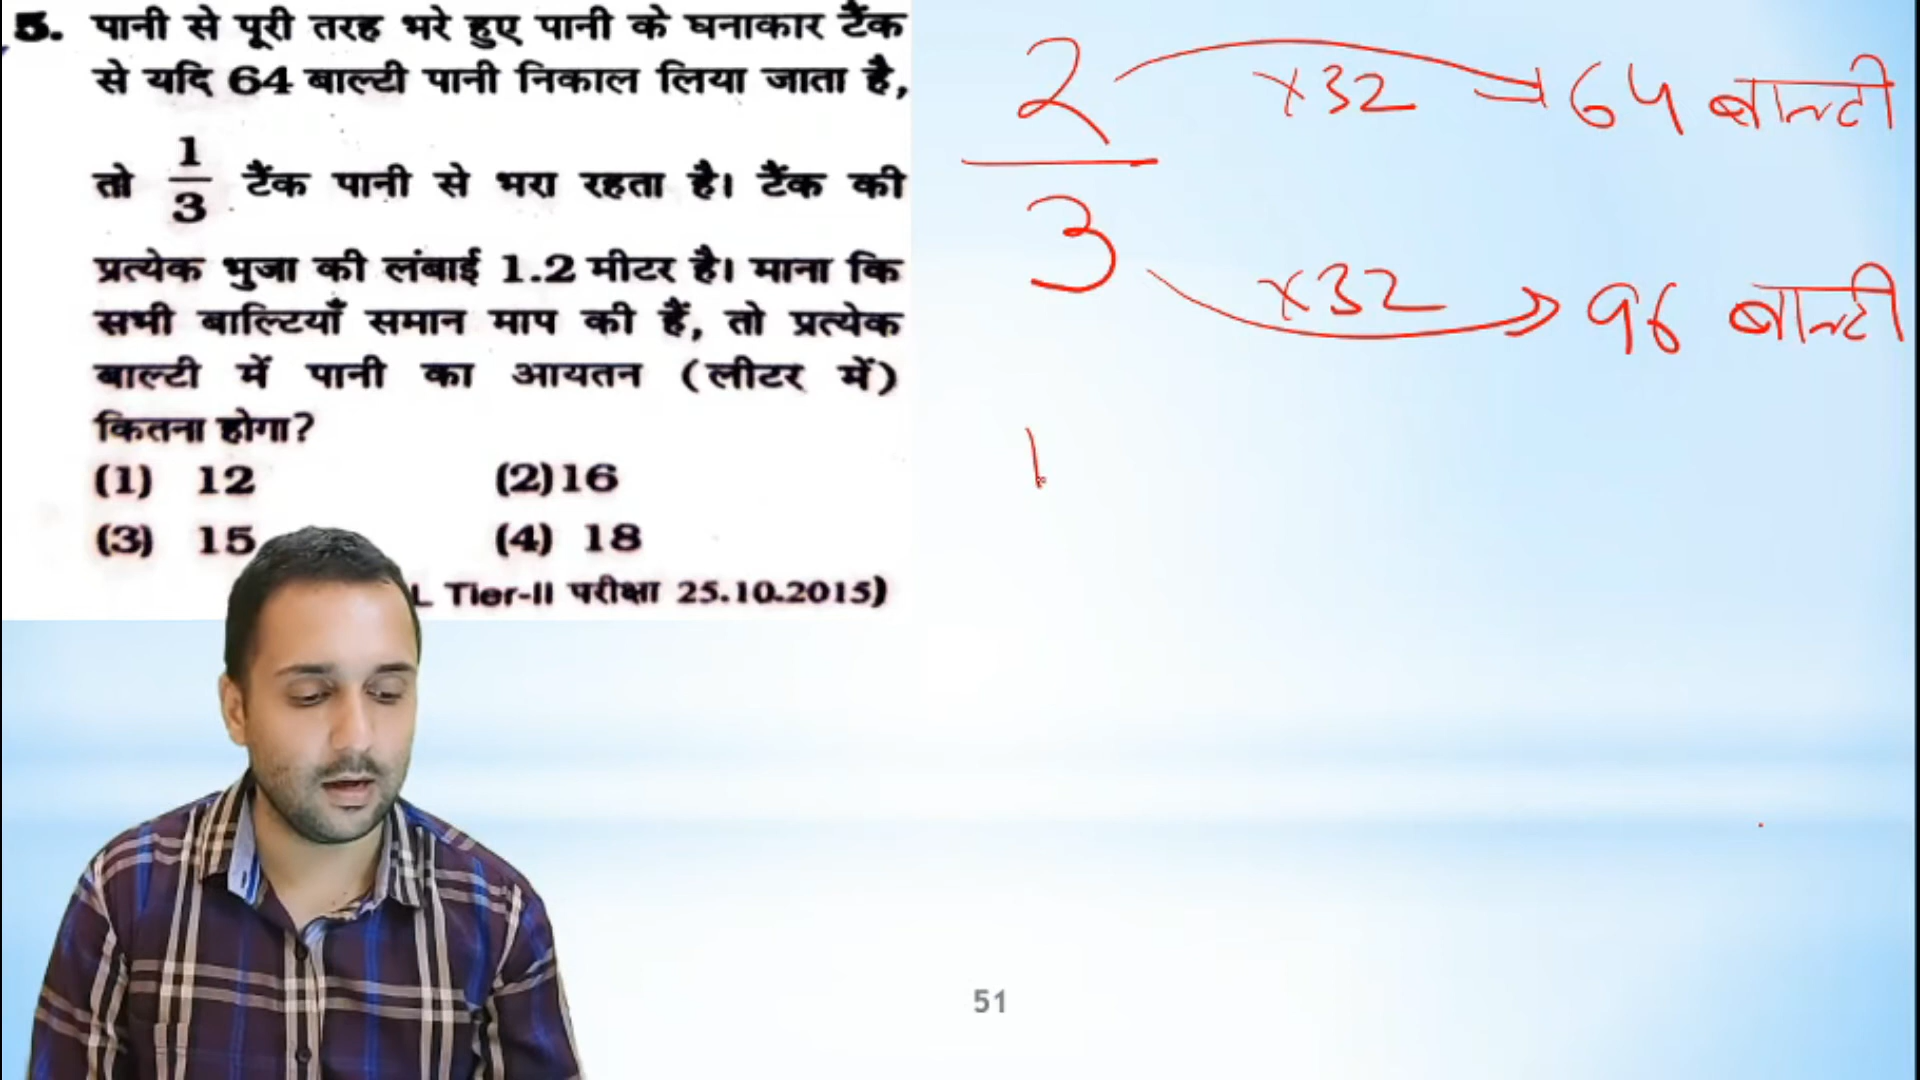 5. पानी से पूरी तरह भरे हुए पानी के घनाकार टैंक
से यदि 64 बाल्टी पानी निकाल लिया जाता है,
तो 1/3 टैंक पानी से भरा रहता है। टैंक की
प्रत्येक भुजा की लंबाई 1.2 मीटर है। माना कि
सभी बाल्टियाँ समान माप की हैं, तो प्रत्येक
बाल्टी में पानी का आयतन (लीटर में)
कितना होगा?
(1) 12 (2) 16
(3) 15 (4) 18
L Tier-II परीक्षा 25.10.2015)
2 ×32 → 64 बाल्टी
3 ×32 → 96 बाल्टी
1
51